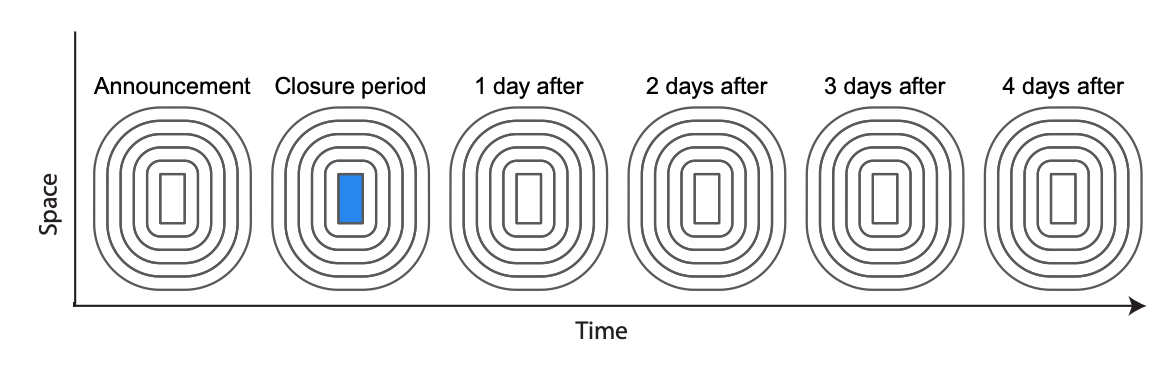 Announcement
Closure period
1 day after
2 days after
3 days after
4 days after
Space
Time